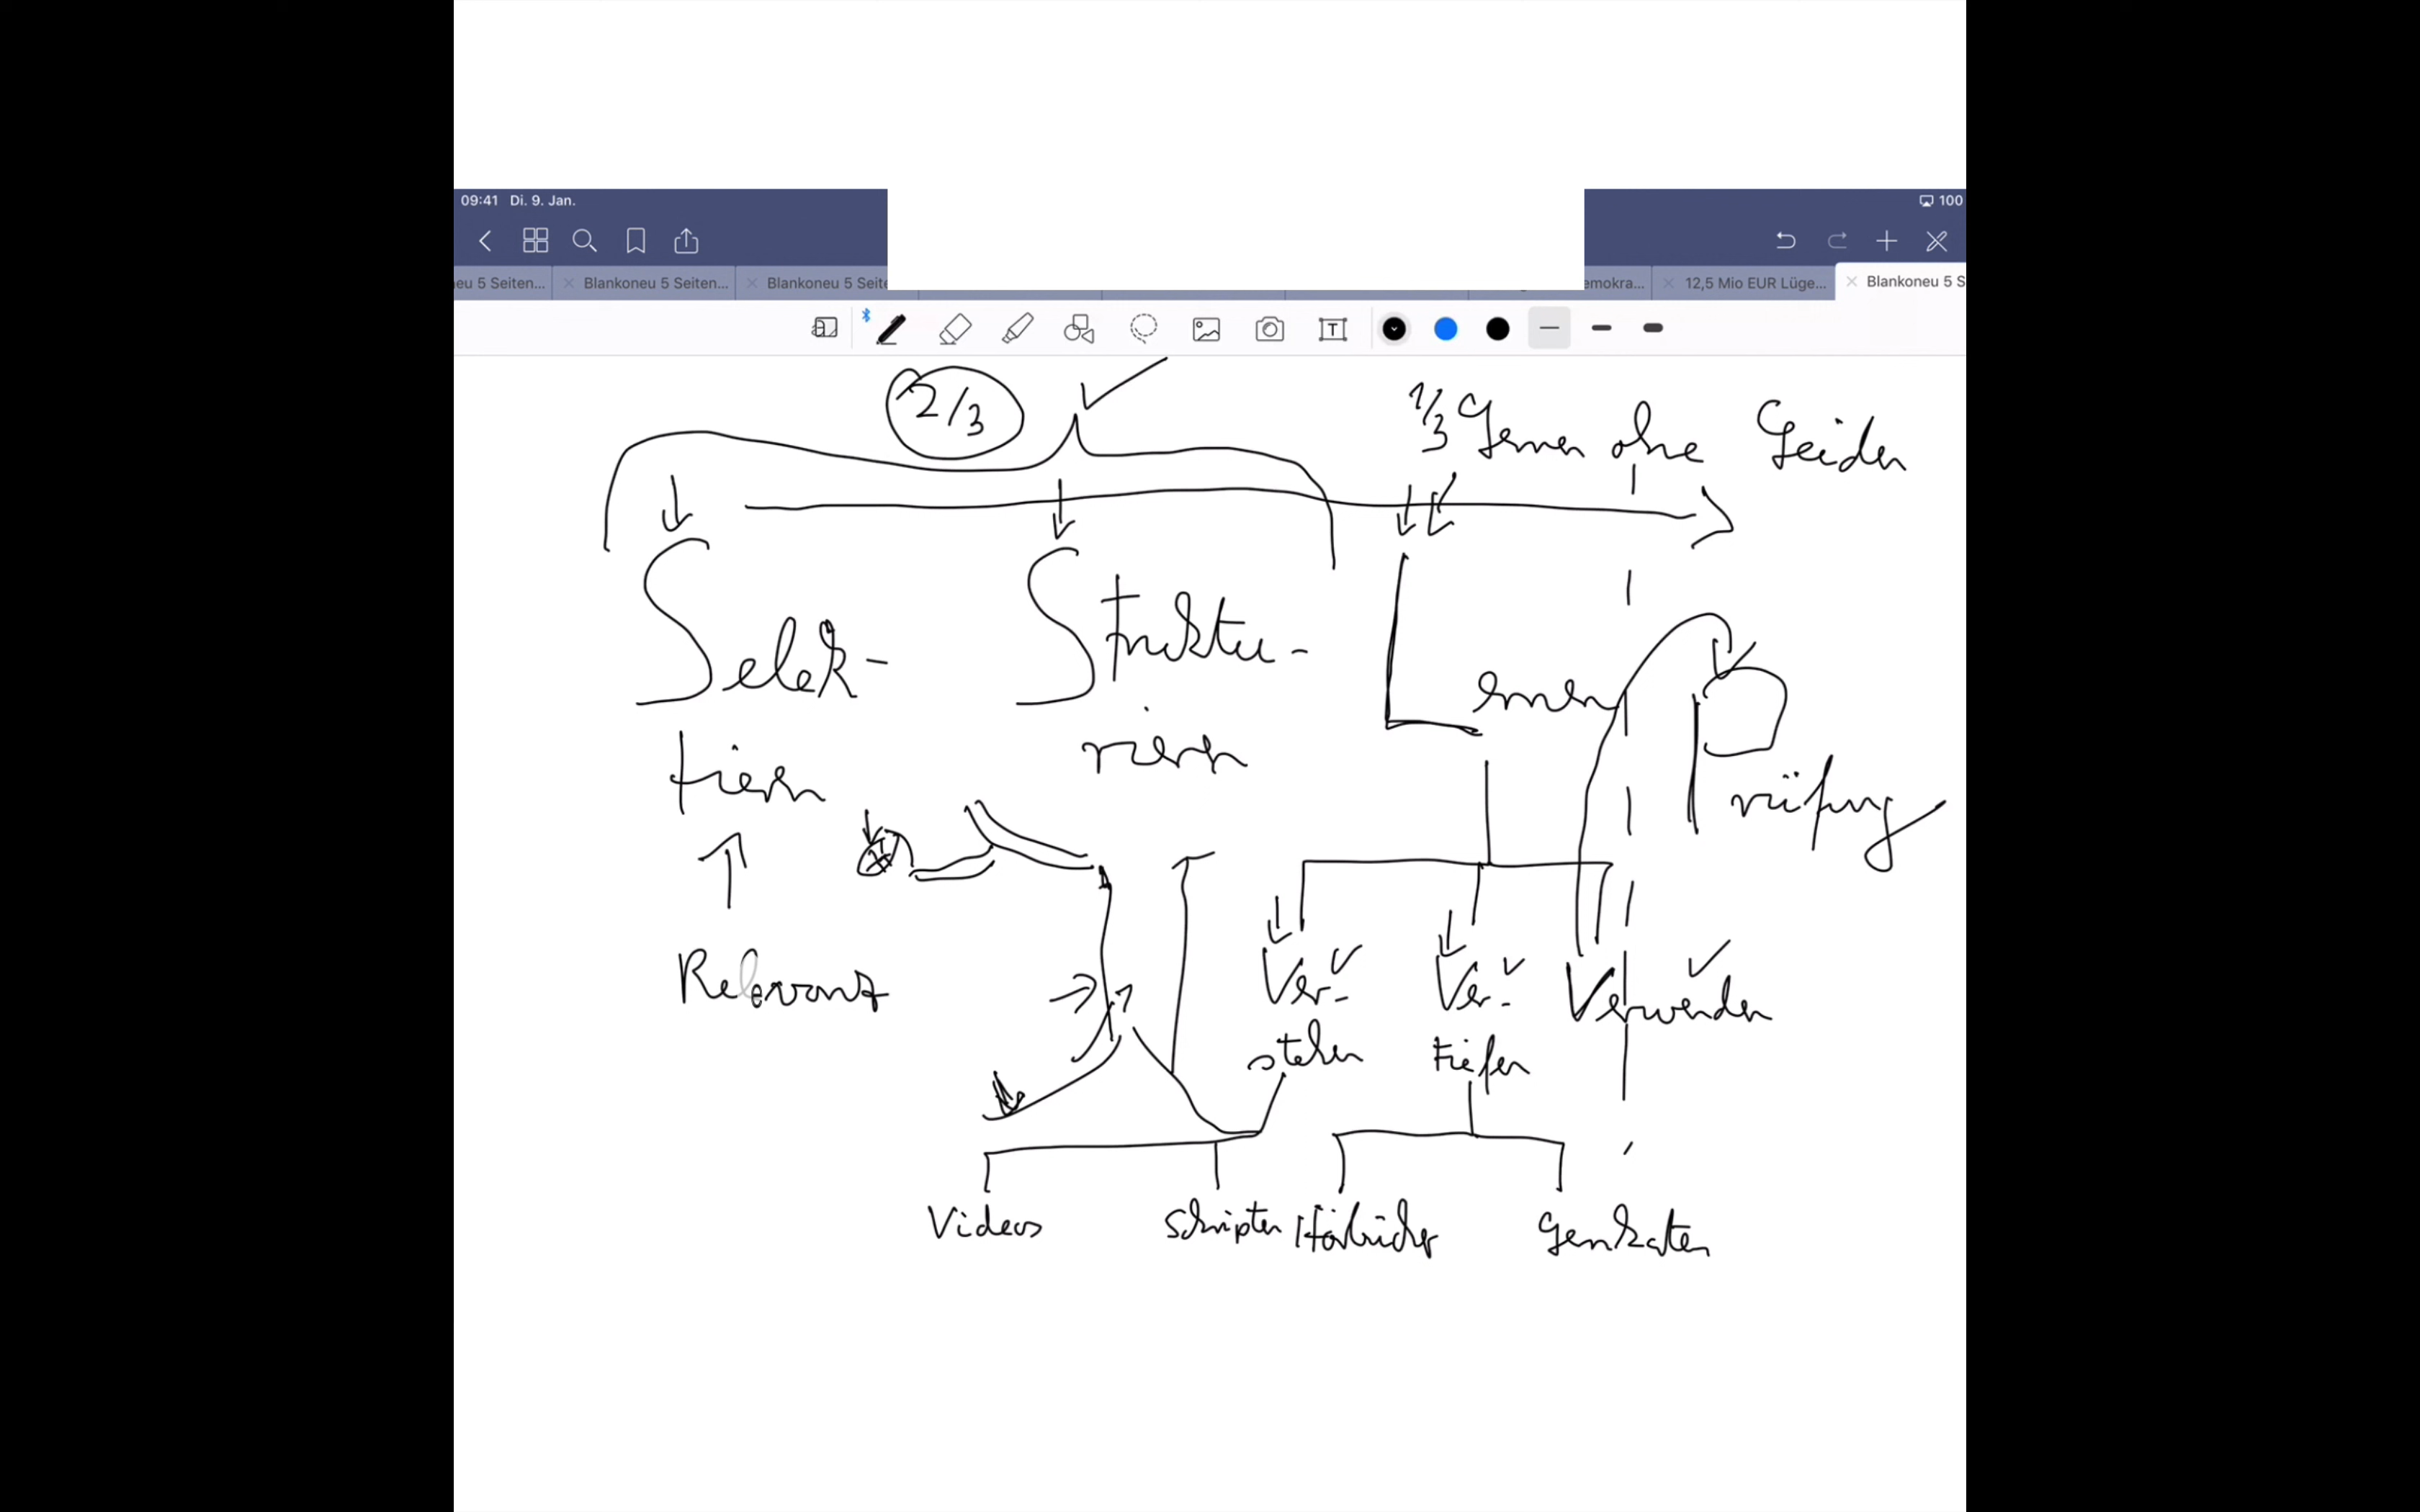 09:41 Di. 9. Jan.
100
eu 5 Seiten...
Blankoneu 5 Seiten...
Blankoneu 5 Seite
emokra...
12,5 Mio EUR Lüge...
Blankoneu 5 S
T
2/3
1/3 Lernen ohne Leiden
Selek-
tieren
Struktu-
rieren
Lernen
Prüfung
Relevanz
Ver-
stehen
Ver-
tiefen
Verwenden
Videos
Skripten
Hörbücher
Lernkarten